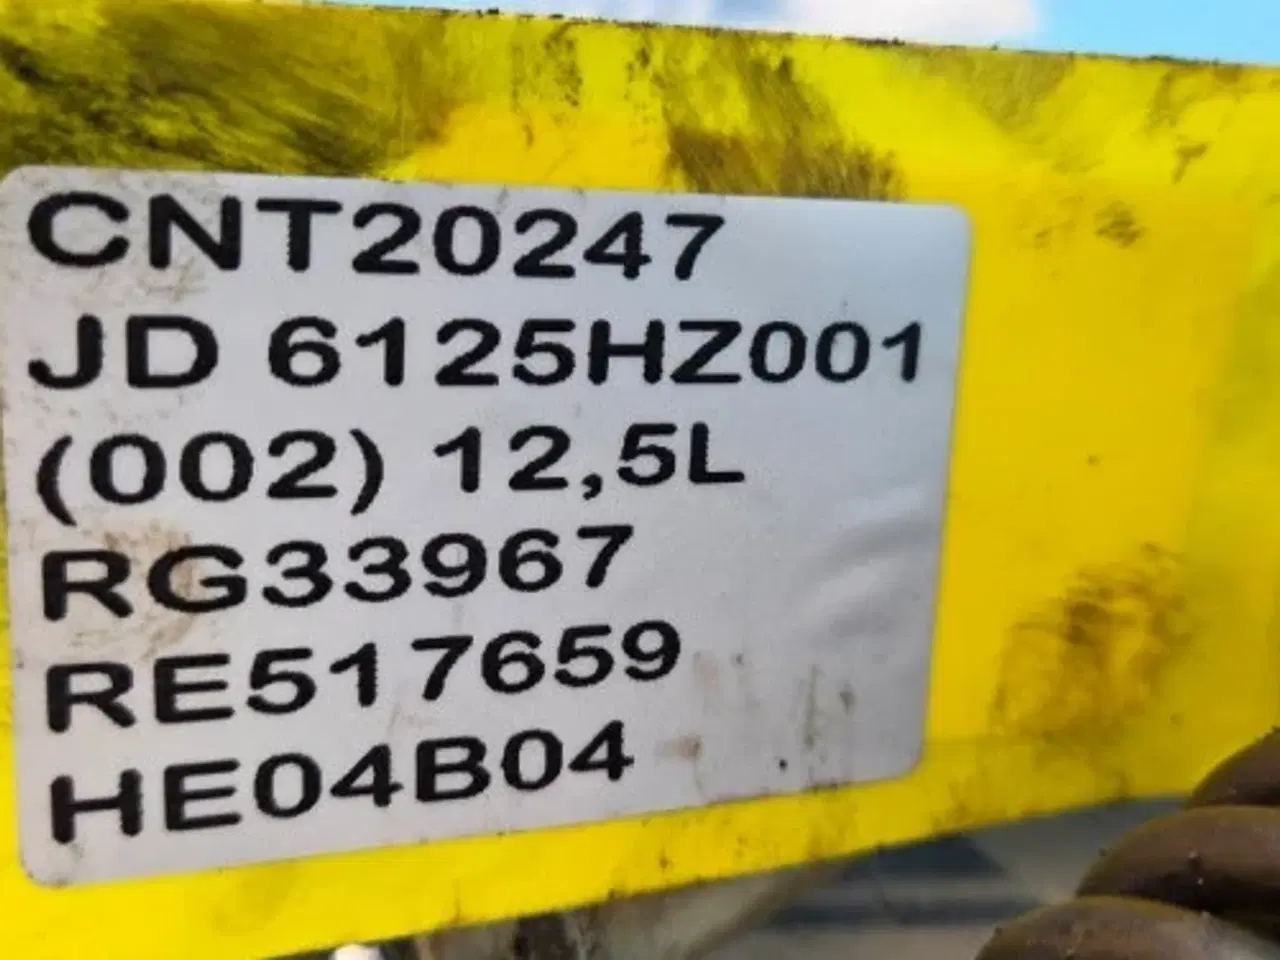 CNT20247
JD 6125HZ001
(002) 12,5L
RG33967
RE517659
HE04B04